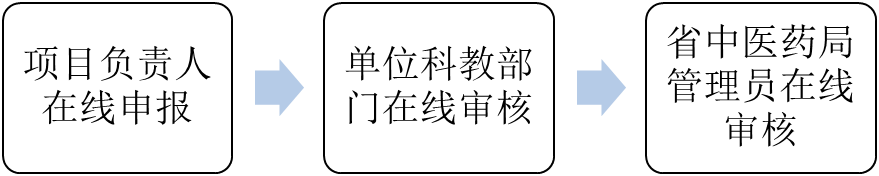 项目负责人
在线申报
单位科教部
门在线审核
省中医药局
管理员在线
审核